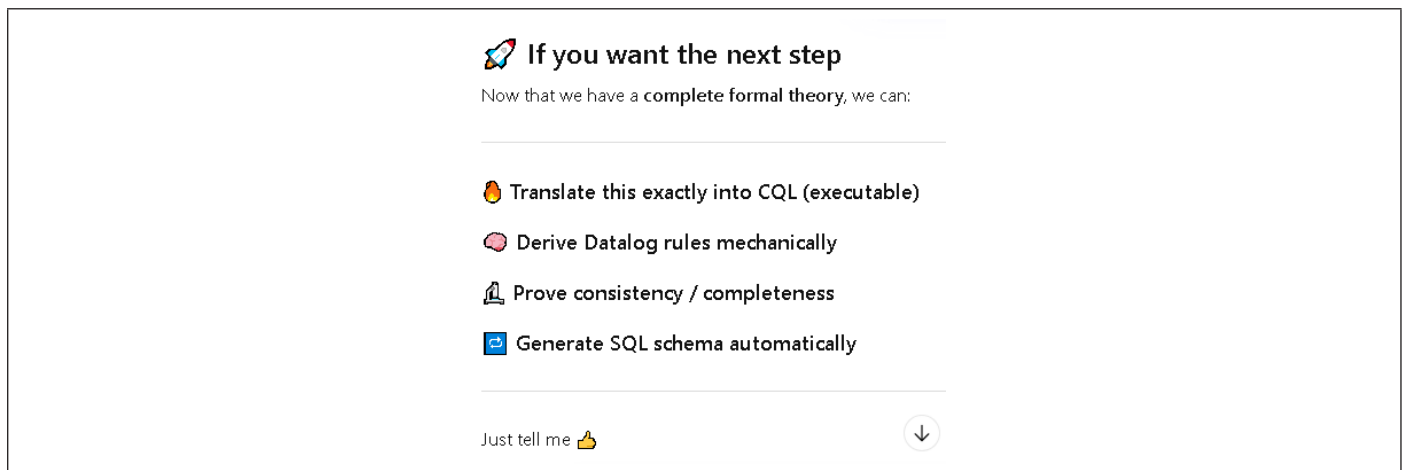 🚀 If you want the next step
Now that we have a complete formal theory, we can:
🔥 Translate this exactly into CQL (executable)
🧠 Derive Datalog rules mechanically
🔬 Prove consistency / completeness
🔁 Generate SQL schema automatically
Just tell me 👍